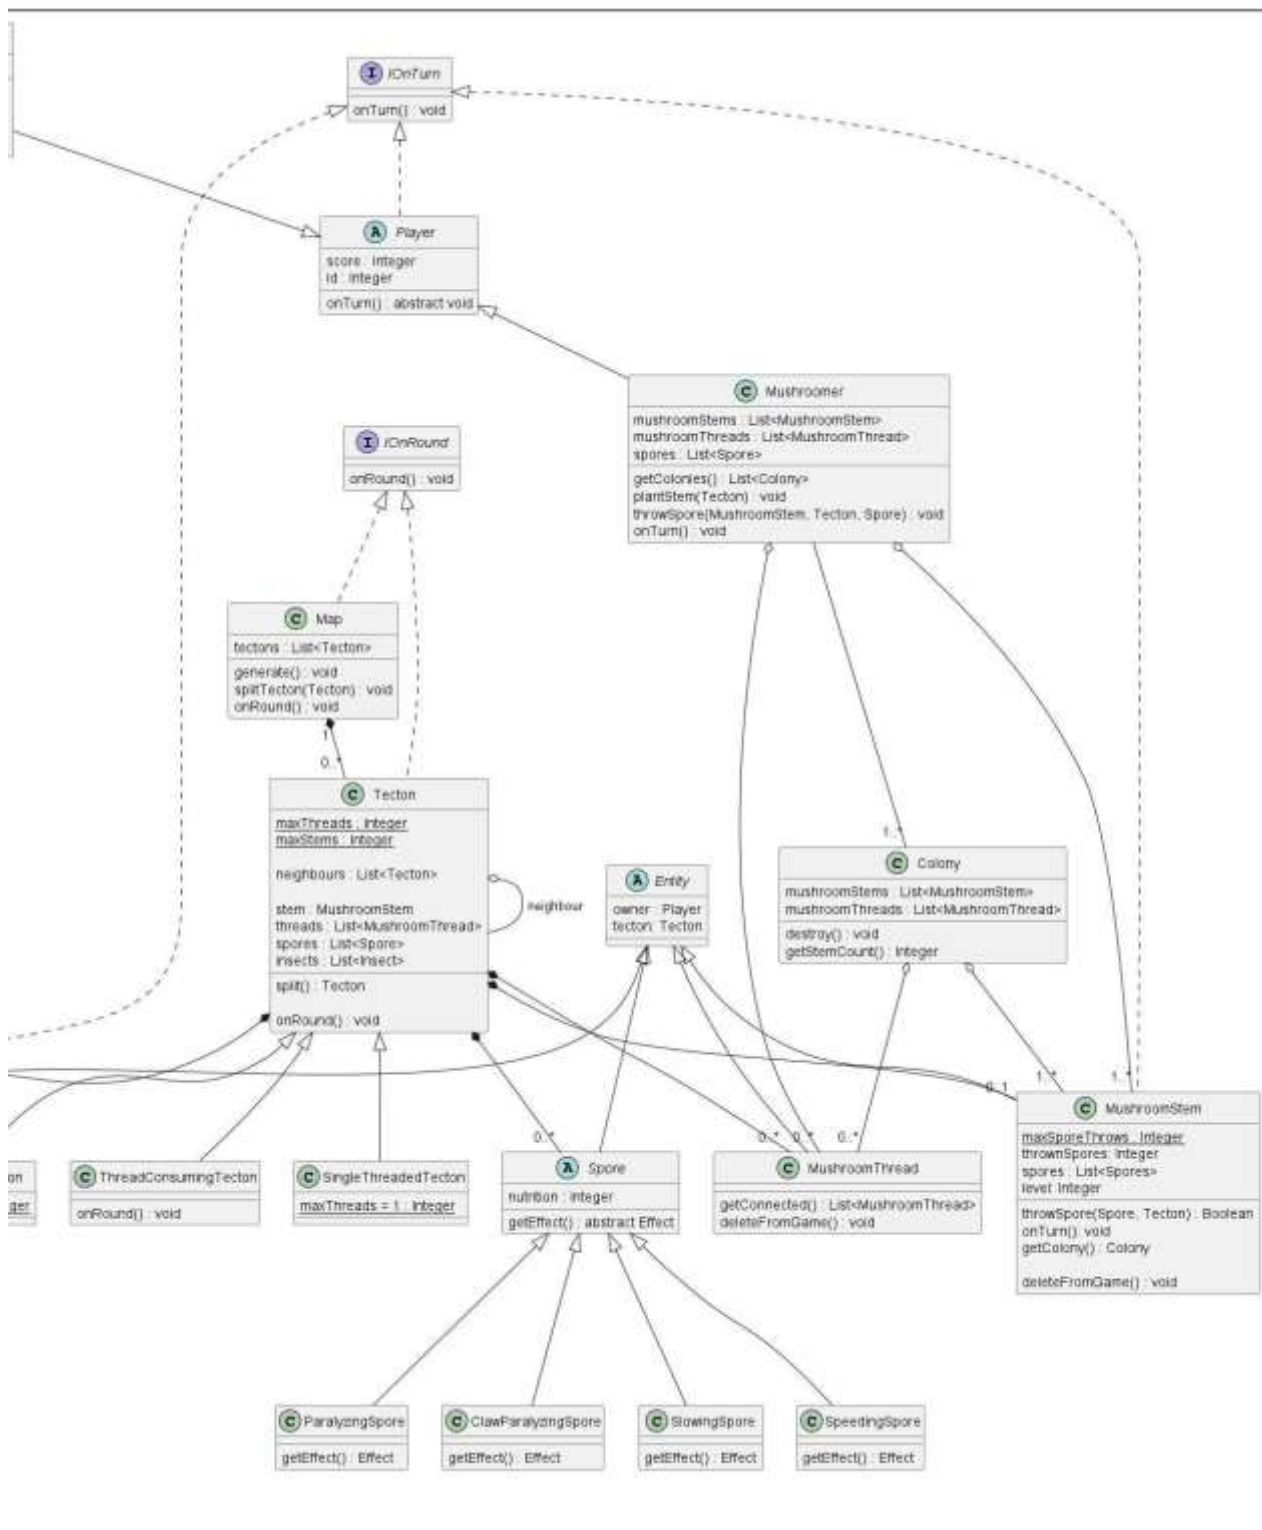 I IOnTurn
onTurn() : void
A Player
score : Integer
id : Integer
onTurn() : abstract void
C Mushroomer
mushroomStems : List<MushroomStem>
mushroomThreads : List<MushroomThread>
spores : List<Spore>
getColonies() : List<Colony>
plantStem(Tecton) : void
throwSpore(MushroomStem, Tecton, Spore) : void
onTurn() : void
I IOnRound
onRound() : void
C Map
tectons : List<Tecton>
generate() : void
splitTecton(Tecton) : void
onRound() : void
1
0..*
C Tecton
maxThreads : Integer
maxStems : Integer
neighbours : List<Tecton>
stem : MushroomStem
threads : List<MushroomThread>
spores : List<Spore>
insects : List<Insect>
split() : Tecton
onRound() : void
neighbour
A Entity
owner : Player
tecton: Tecton
1..*
C Colony
mushroomStems : List<MushroomStem>
mushroomThreads : List<MushroomThread>
destroy() : void
getStemCount() : Integer
0..1
1..*
1..*
C MushroomStem
maxSporeThrows : Integer
thrownSpores: Integer
spores : List<Spores>
level: Integer
throwSpore(Spore, Tecton) : Boolean
onTurn(): void
getColony() : Colony
deleteFromGame() : void
0..*
0..*
0..*
0..*
on
ger
C ThreadConsumingTecton
onRound() : void
C SingleThreadedTecton
maxThreads = 1 : Integer
A Spore
nutrition : Integer
getEffect() : abstract Effect
C MushroomThread
getConnected() : List<MushroomThread>
deleteFromGame() : void
C ParalyzingSpore
getEffect() : Effect
C ClawParalyzingSpore
getEffect() : Effect
C SlowingSpore
getEffect() : Effect
C SpeedingSpore
getEffect() : Effect